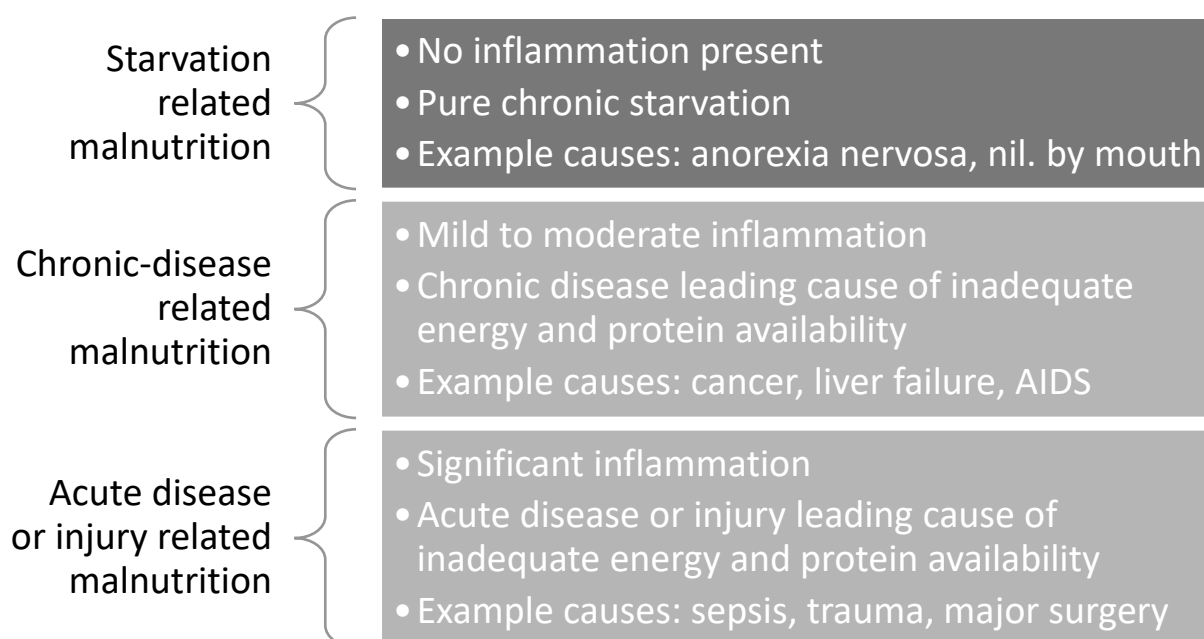 Starvation
related
malnutrition
• No inflammation present
• Pure chronic starvation
• Example causes: anorexia nervosa, nil. by mouth
Chronic-disease
related
malnutrition
• Mild to moderate inflammation
• Chronic disease leading cause of inadequate
energy and protein availability
• Example causes: cancer, liver failure, AIDS
Acute disease
or injury related
malnutrition
• Significant inflammation
• Acute disease or injury leading cause of
inadequate energy and protein availability
• Example causes: sepsis, trauma, major surgery